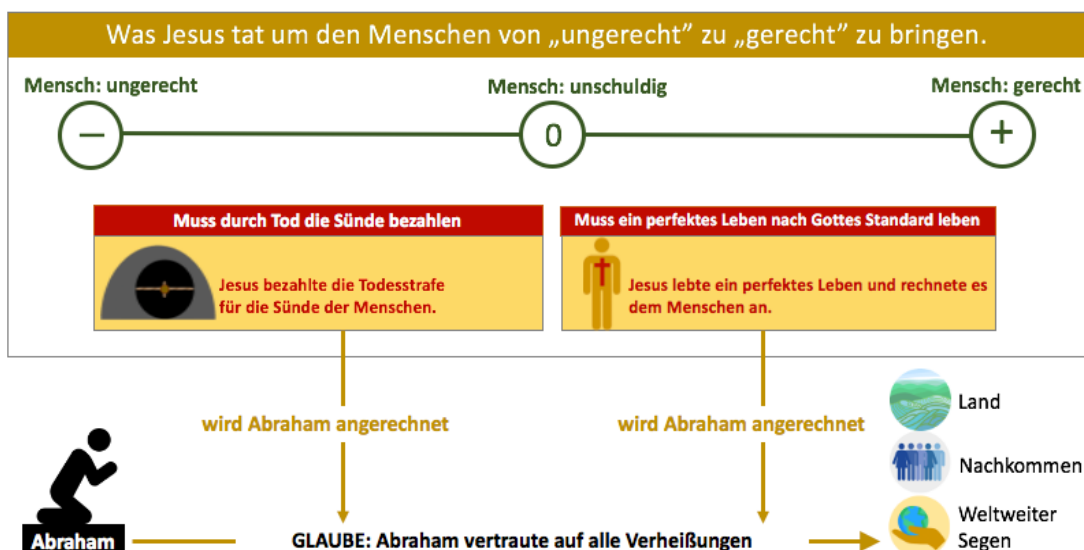 Was Jesus tat um den Menschen von „ungerecht” zu „gerecht” zu bringen.
Mensch: ungerecht
Mensch: unschuldig
Mensch: gerecht
–
0
+
Muss durch Tod die Sünde bezahlen
Jesus bezahlte die Todesstrafe
für die Sünde der Menschen.
Muss ein perfektes Leben nach Gottes Standard leben
Jesus lebte ein perfektes Leben und rechnete es
dem Menschen an.
wird Abraham angerechnet
wird Abraham angerechnet
Land
Nachkommen
Weltweiter
Segen
Abraham
GLAUBE: Abraham vertraute auf alle Verheißungen